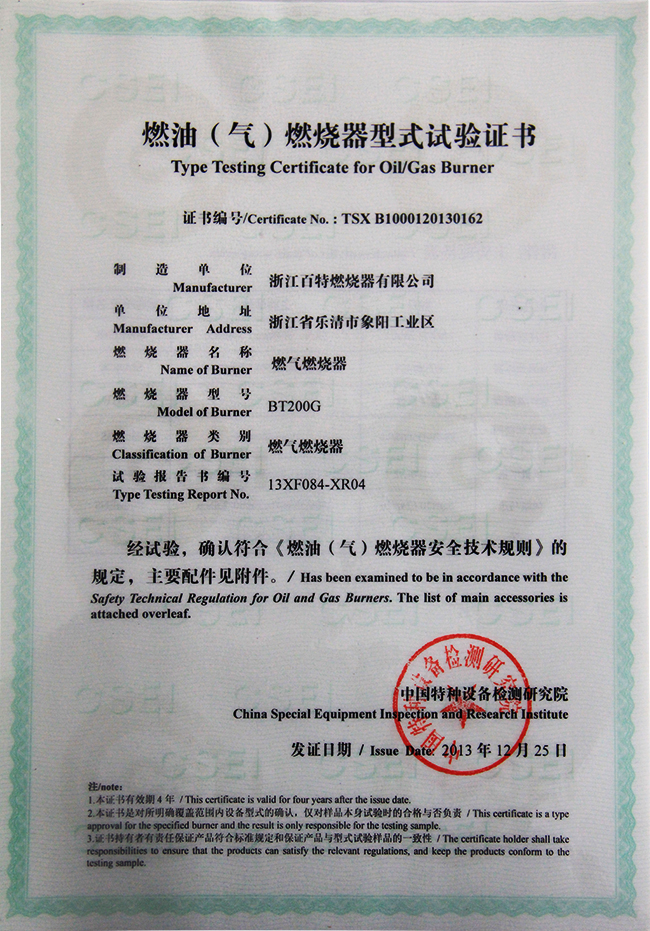 燃油（气）燃烧器型式试验证书
Type Testing Certificate for Oil/Gas Burner
证书编号/Certificate No.：TSX B1000120130162
制造单位 浙江百特燃烧器有限公司
Manufacturer
单位地址 浙江省乐清市象阳工业区
Manufacturer Address
燃烧器名称 燃气燃烧器
Name of Burner
燃烧器型号 BT200G
Model of Burner
燃烧器类别 燃气燃烧器
Classification of Burner
试验报告书编号 13XF084-XR04
Type Testing Report No.
经试验，确认符合《燃油（气）燃烧器安全技术规则》的
规定，主要配件见附件。/ Has been examined to be in accordance with the
Safety Technical Regulation for Oil and Gas Burners. The list of main accessories is
attached overleaf.
中国特种设备检测研究院
China Special Equipment Inspection and Research Institute
发证日期 / Issue Date: 2013 年 12 月 25 日
注/note:
1.本证书有效期 4 年 / This certificate is valid for four years after the issue date.
2.本证书是对所明确覆盖范围内设备型式的确认，仅对样品本身试验时的合格与否负责 / This certificate is a type
approval for the specified burner and the result is only responsible for the testing sample.
3.证书持有者有责任保证产品符合标准规定和保证产品与型式试验样品的一致性 / The certificate holder shall take
responsibilities to ensure that the products can satisfy the relevant regulations, and keep the products conform to the
testing sample.